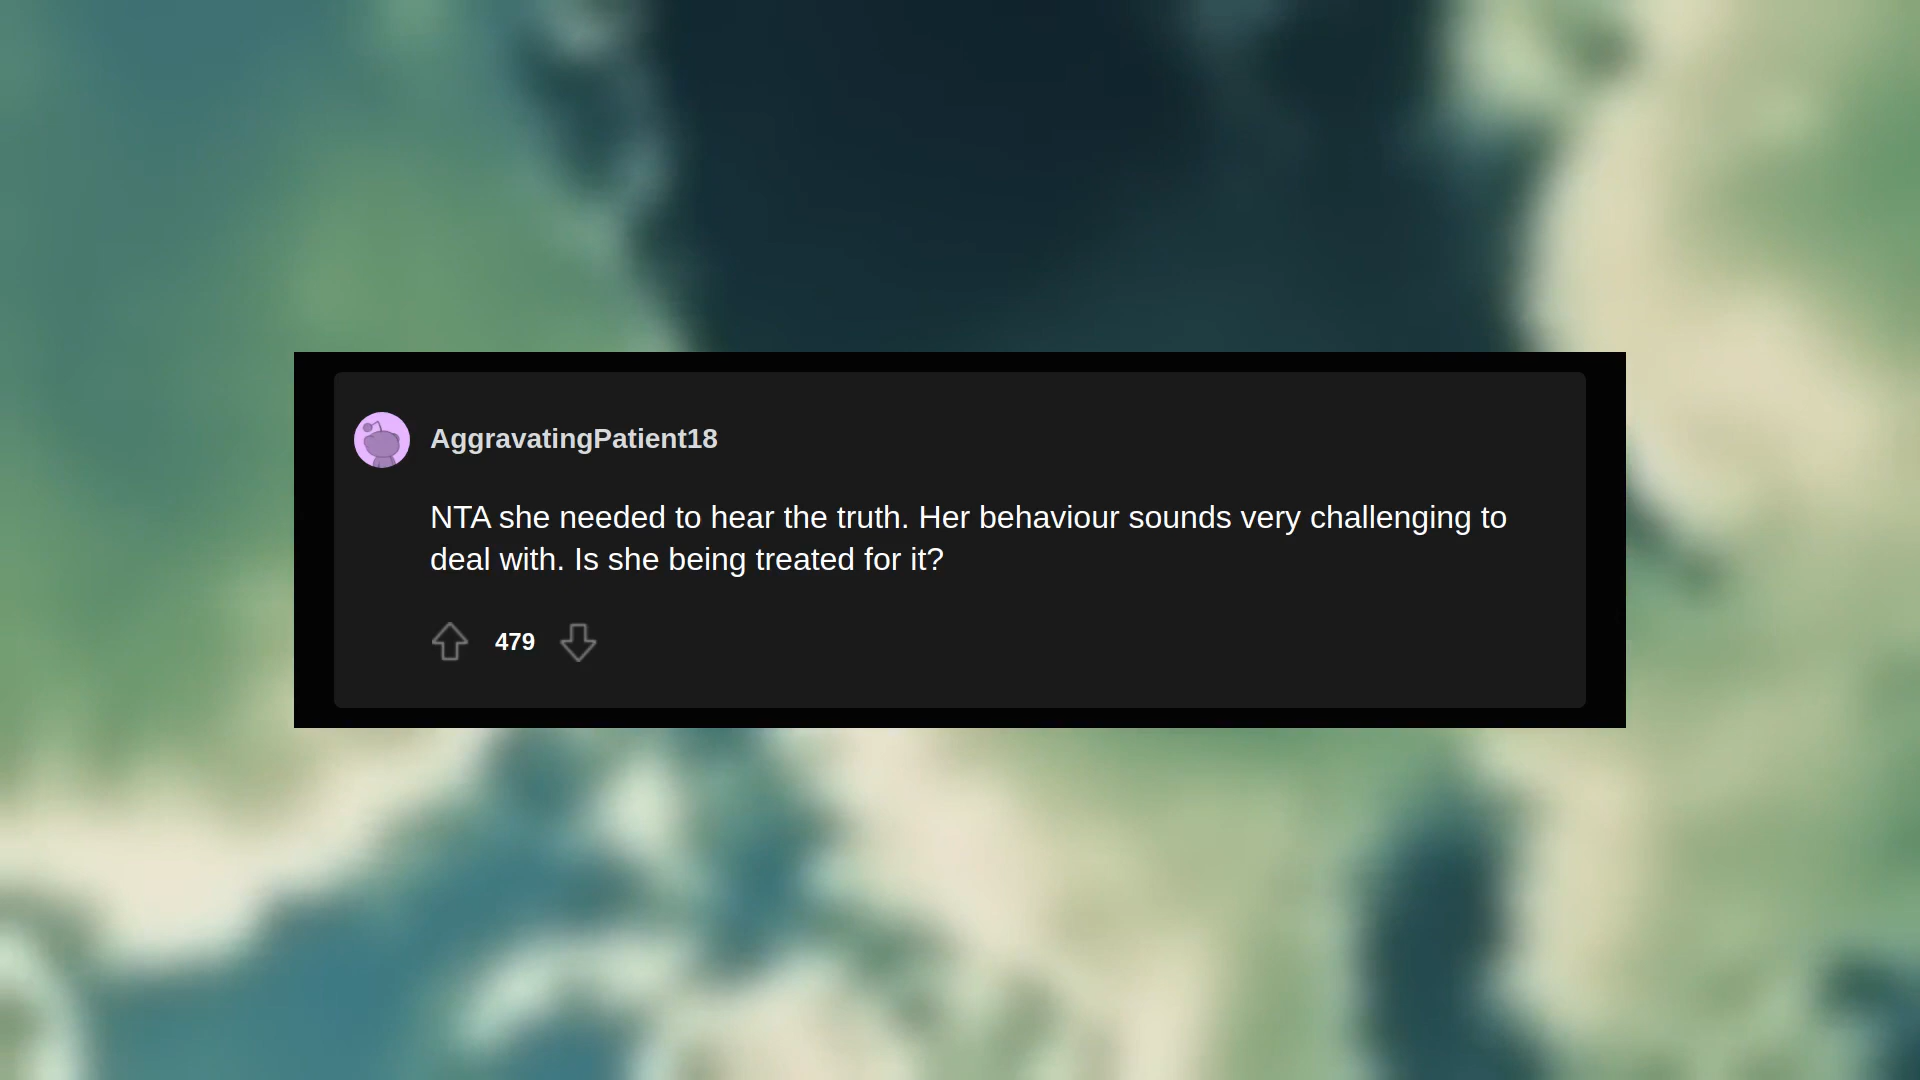 AggravatingPatient18
NTA she needed to hear the truth. Her behaviour sounds very challenging to
deal with. Is she being treated for it?
479